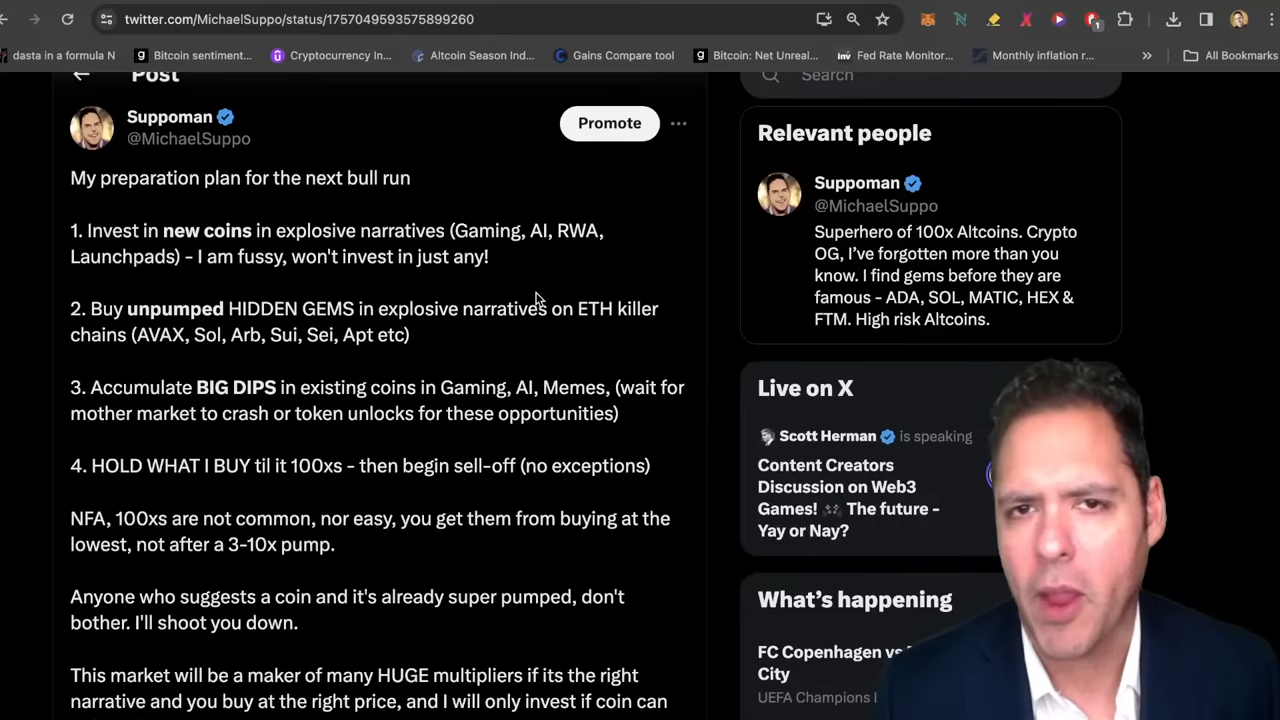 twitter.com/MichaelSuppo/status/1757049593575899260
1
dasta in a formula N
Bitcoin sentiment...
Cryptocurrency In...
Altcoin Season Ind...
Gains Compare tool
Bitcoin: Net Unreal...
Inv Fed Rate Monitor...
Monthly inflation r...
»
All Bookmarks
Post
Search
Suppoman
@MichaelSuppo
Promote
My preparation plan for the next bull run
1. Invest in new coins in explosive narratives (Gaming, AI, RWA,
Launchpads) - I am fussy, won't invest in just any!
2. Buy unpumped HIDDEN GEMS in explosive narratives on ETH killer
chains (AVAX, Sol, Arb, Sui, Sei, Apt etc)
3. Accumulate BIG DIPS in existing coins in Gaming, AI, Memes, (wait for
mother market to crash or token unlocks for these opportunities)
4. HOLD WHAT I BUY til it 100xs - then begin sell-off (no exceptions)
NFA, 100xs are not common, nor easy, you get them from buying at the
lowest, not after a 3-10x pump.
Anyone who suggests a coin and it's already super pumped, don't
bother. I'll shoot you down.
This market will be a maker of many HUGE multipliers if its the right
narrative and you buy at the right price, and I will only invest if coin can
Relevant people
Suppoman
@MichaelSuppo
Superhero of 100x Altcoins. Crypto
OG, I've forgotten more than you
know. I find gems before they are
famous - ADA, SOL, MATIC, HEX &
FTM. High risk Altcoins.
Live on X
Scott Herman is speaking
Content Creators
Discussion on Web3
Games! The future -
Yay or Nay?
What's happening
FC Copenhagen vs
City
UEFA Champions